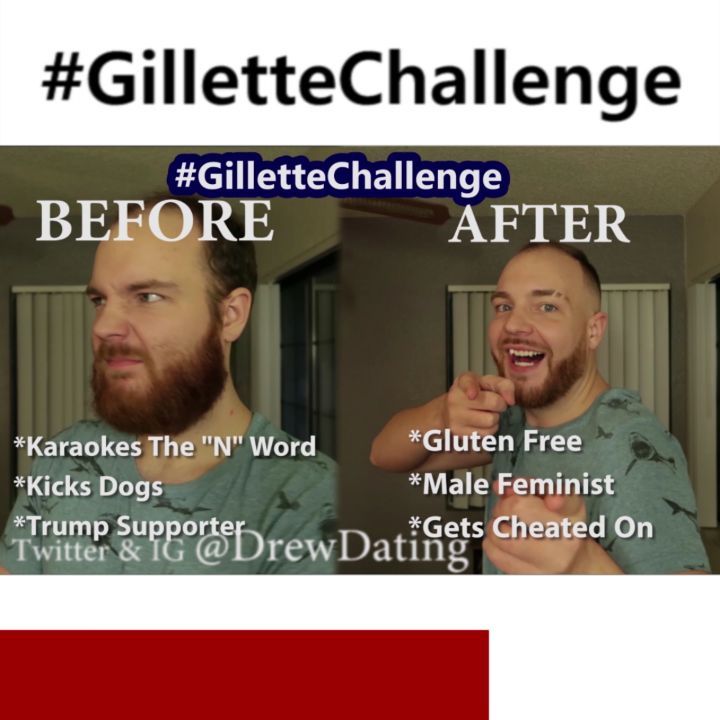 #GilletteChallenge
#GilletteChallenge
BEFORE
AFTER
*Karaokes The "N" Word
*Kicks Dogs
*Trump Supporter
*Gluten Free
*Male Feminist
*Gets Cheated On
Twitter & IG @DrewDating